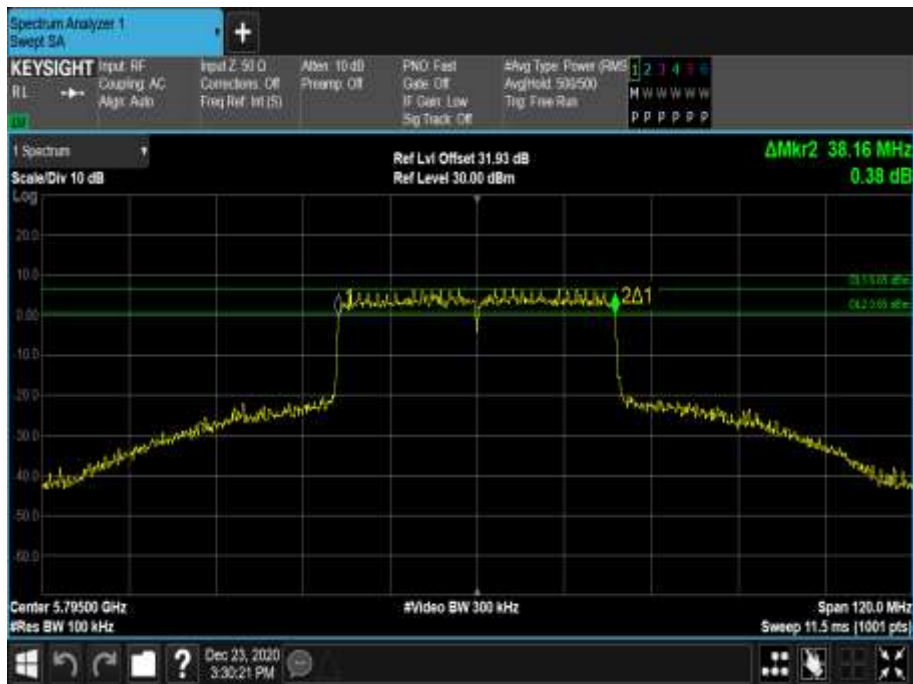 Spectrum Analyzer 1
Swept SA
+
KEYSIGHT Input: RF Input Z: 50 Ω Atten: 10 dB PNO: Fast #Avg Type: Power (RMS 1 2 3 4 5 6
RL Coupling: AC Corrections: Off Preamp: Off Gate: Off Avg|Hold: 500/500 M W W W W W
Align: Auto Freq Ref: Int (S) IF Gain: Low Trig: Free Run
Sig Track: Off P P P P P P
1 Spectrum
Ref Lvl Offset 31.93 dB
ΔMkr2 38.16 MHz
Scale/Div 10 dB
Ref Level 30.00 dBm
0.38 dB
Log
20.0
10.0
1
2Δ1
0.00
-10.0
-20.0
-30.0
-40.0
-50.0
-60.0
Center 5.79500 GHz
#Video BW 300 kHz
Span 120.0 MHz
#Res BW 100 kHz
Sweep 11.5 ms (1001 pts)
?
Dec 23, 2020
3:30:21 PM